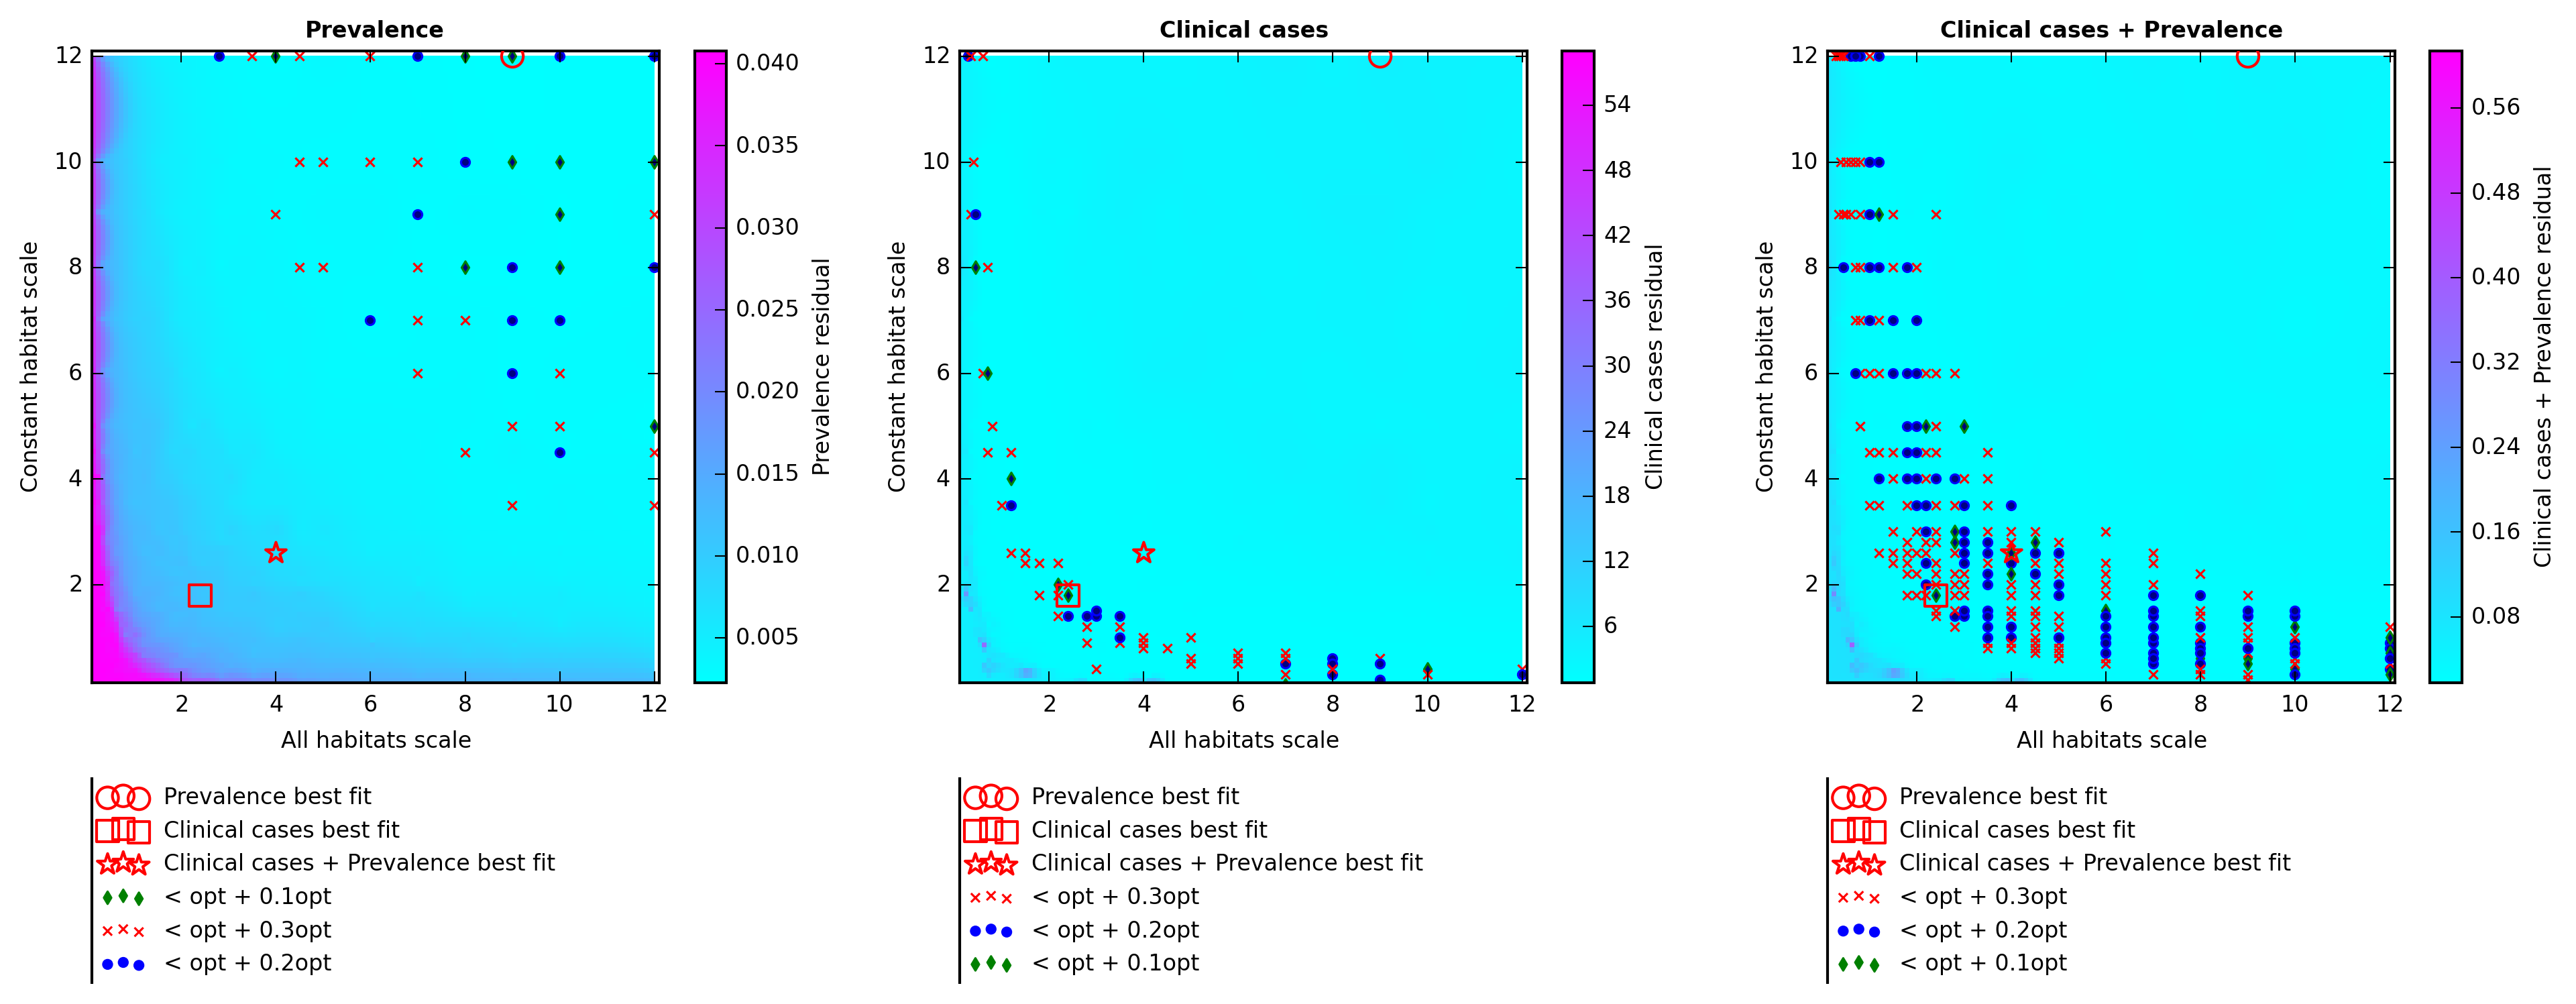 Prevalence
Clinical cases
Clinical cases + Prevalence
12
10
8
6
4
2
Constant habitat scale
2 4 6 8 10 12
All habitats scale
0.040
0.035
0.030
0.025
0.020
0.015
0.010
0.005
Prevalence residual
12
10
8
6
4
2
Constant habitat scale
2 4 6 8 10 12
All habitats scale
54
48
42
36
30
24
18
12
6
Clinical cases residual
12
10
8
6
4
2
Constant habitat scale
2 4 6 8 10 12
All habitats scale
0.56
0.48
0.40
0.32
0.24
0.16
0.08
Clinical cases + Prevalence residual
Prevalence best fit
Clinical cases best fit
Clinical cases + Prevalence best fit
< opt + 0.1opt
< opt + 0.3opt
< opt + 0.2opt
Prevalence best fit
Clinical cases best fit
Clinical cases + Prevalence best fit
< opt + 0.3opt
< opt + 0.2opt
< opt + 0.1opt
Prevalence best fit
Clinical cases best fit
Clinical cases + Prevalence best fit
< opt + 0.3opt
< opt + 0.2opt
< opt + 0.1opt